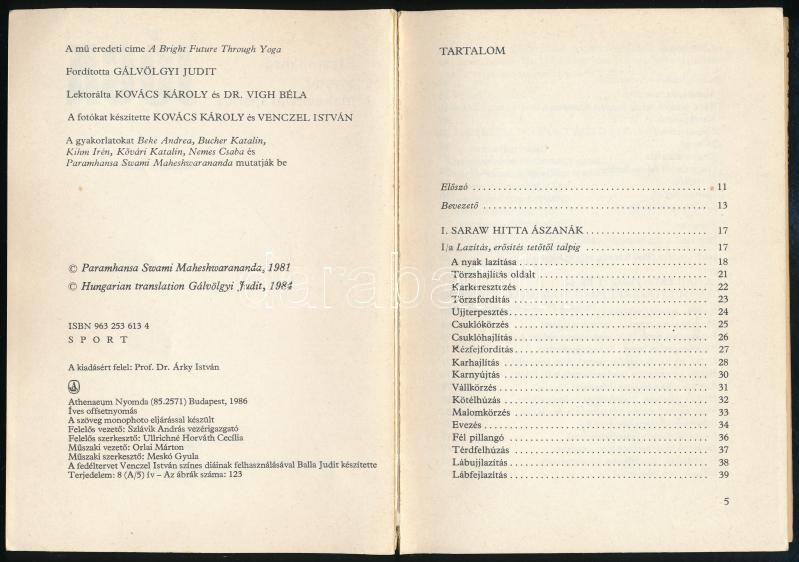 A mű eredeti címe A Bright Future Through Yoga
Fordította GÁLVÖLGYI JUDIT
Lektorálta KOVÁCS KÁROLY és DR. VIGH BÉLA
A fotókat készítette KOVÁCS KÁROLY és VENCZEL ISTVÁN
A gyakorlatokat Beke Andrea, Bucher Katalin,
Kihm Irén, Kővári Katalin, Nemes Csaba és
Paramhansa Swami Maheshwarananda mutatják be
© Paramhansa Swami Maheshwarananda, 1981
© Hungarian translation Gálvölgyi Judit, 1984
ISBN 963 253 613 4
SPORT
A kiadásért felel: Prof. Dr. Árky István
Athenaeum Nyomda (85.2571) Budapest, 1986
Íves offsetnyomás
A szöveg monophoto eljárással készült
Felelős vezető: Szlávik András vezérigazgató
Felelős szerkesztő: Ullrichné Horváth Cecília
Műszaki vezető: Orlai Márton
Műszaki szerkesztő: Meskó Gyula
A fedéltervet Venczel István színes diáinak felhasználásával Balla Judit készítette
Terjedelem: 8 (A/5) ív – Az ábrák száma: 123
TARTALOM
Előszó 11
Bevezető 13
I. SARAW HITTA ÁSZANÁK 17
I/a Lazítás, erősítés tetőtől talpig 17
A nyak lazítása 18
Törzshajlítás oldalt 21
Karkeresztezés 22
Törzsfordítás 23
Ujjterpesztés 24
Csuklókörzés 25
Csuklóhajlítás 26
Kézfejfordítás 27
Karhajlítás 28
Karnyújtás 30
Vállkörzés 31
Kötélhúzás 32
Malomkörzés 33
Evezés 34
Fél pillangó 36
Térdfelhúzás 37
Lábujjlazítás 38
Lábfejlazítás 39
5
darabanth